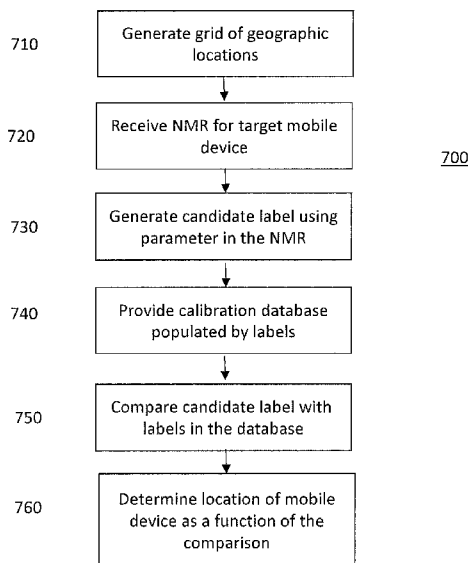 710
Generate grid of geographic
locations
720
Receive NMR for target mobile
device
700
730
Generate candidate label using
parameter in the NMR
740
Provide calibration database
populated by labels
750
Compare candidate label with
labels in the database
760
Determine location of mobile
device as a function of the
comparison